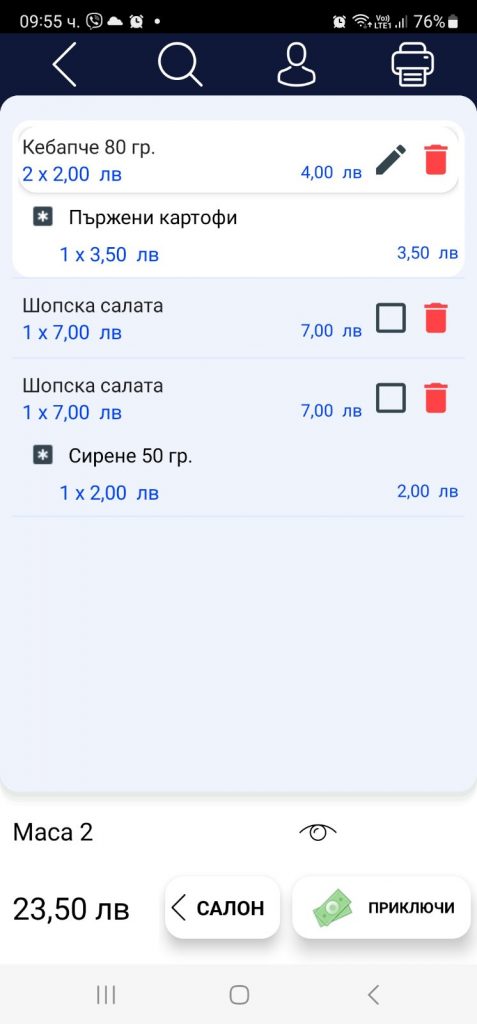 09:55 ч.
Vo)) LTE1 76%
Кебапче 80 гр.
2 x 2,00 лв 4,00 лв
Пържени картофи
1 x 3,50 лв 3,50 лв
Шопска салата
1 x 7,00 лв 7,00 лв
Шопска салата
1 x 7,00 лв 7,00 лв
Сирене 50 гр.
1 x 2,00 лв 2,00 лв
Маса 2
23,50 лв САЛОН ПРИКЛЮЧИ